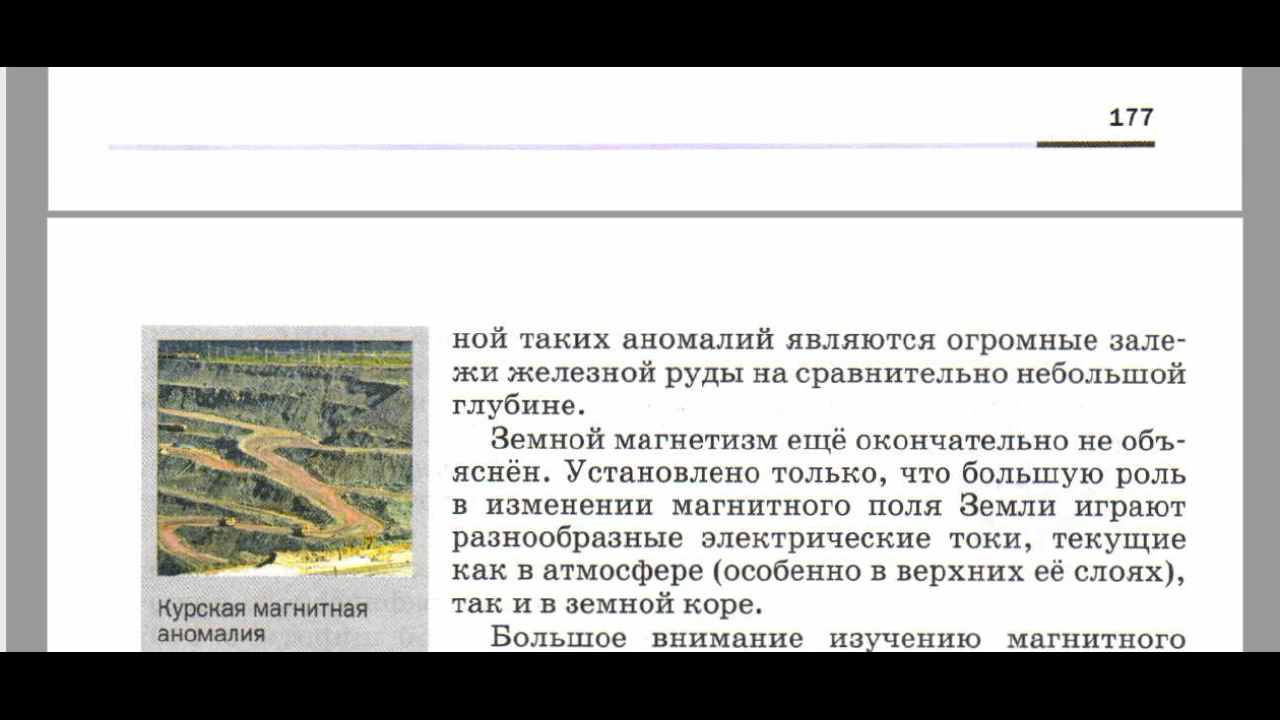 177
ной таких аномалий являются огромные зале-
жи железной руды на сравнительно небольшой
глубине.
Земной магнетизм ещё окончательно не объ-
яснён. Установлено только, что большую роль
в изменении магнитного поля Земли играют
разнообразные электрические токи, текущие
как в атмосфере (особенно в верхних её слоях),
так и в земной коре.
Большое внимание изучению магнитного
Курская магнитная
аномалия